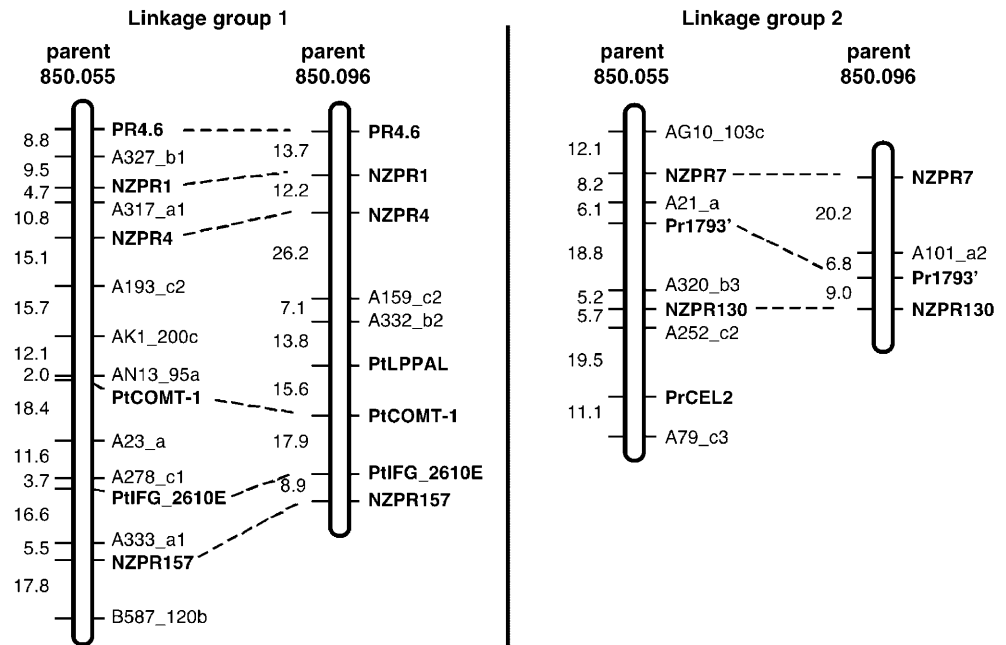 Linkage group 1
parent
850.055
parent
850.096
8.8
9.5
4.7
10.8
15.1
15.7
12.1
2.0
18.4
11.6
3.7
16.6
5.5
17.8
PR4.6
A327_b1
NZPR1
A317_a1
NZPR4
A193_c2
AK1_200c
AN13_95a
PtCOMT-1
A23_a
A278_c1
PtIFG_2610E
A333_a1
NZPR157
B587_120b
13.7
12.2
26.2
7.1
13.8
15.6
17.9
8.9
PR4.6
NZPR1
NZPR4
A159_c2
A332_b2
PtLPPAL
PtCOMT-1
PtIFG_2610E
NZPR157
Linkage group 2
parent
850.055
parent
850.096
12.1
8.2
6.1
18.8
5.2
5.7
19.5
11.1
AG10_103c
NZPR7
A21_a
Pr1793’
A320_b3
NZPR130
A252_c2
PrCEL2
A79_c3
20.2
6.8
9.0
NZPR7
A101_a2
Pr1793’
NZPR130